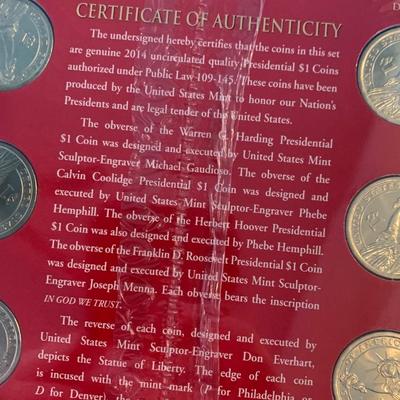 D
CERTIFICATE OF AUTHENTICITY
The undersigned hereby certifies that the coins in this set
are genuine 2014 uncirculated quality Presidential $1 Coins
authorized under Public Law 109-145. These coins have been
produced by the United States Mint to honor our Nation's
Presidents and are legal tender of the United States.
The obverse of the Warren G. Harding Presidential
$1 Coin was designed and executed by United States Mint
Sculptor-Engraver Michael Gaudioso. The obverse of the
Calvin Coolidge Presidential $1 Coin was designed and
executed by United States Mint Sculptor-Engraver Phebe
Hemphill. The obverse of the Herbert Hoover Presidential
$1 Coin was also designed and executed by Phebe Hemphill.
The obverse of the Franklin D. Roosevelt Presidential $1 Coin
was designed and executed by United States Mint Sculptor-
Engraver Joseph Menna. Each obverse bears the inscription
IN GOD WE TRUST.
The reverse of each coin, designed and executed by
United States Mint Sculptor-Engraver Don Everhart,
depicts the Statue of Liberty. The edge of each coin
is incused with the mint mark (P for Philadelphia or
D for Denver), the